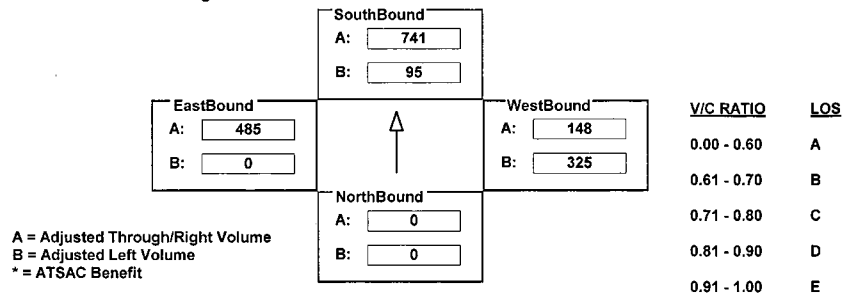 SouthBound
A: 741
B: 95
EastBound
A: 485
B: 0
WestBound
A: 148
B: 325
NorthBound
A: 0
B: 0
A = Adjusted Through/Right Volume
B = Adjusted Left Volume
* = ATSAC Benefit
V/C RATIO LOS
0.00 - 0.60 A
0.61 - 0.70 B
0.71 - 0.80 C
0.81 - 0.90 D
0.91 - 1.00 E